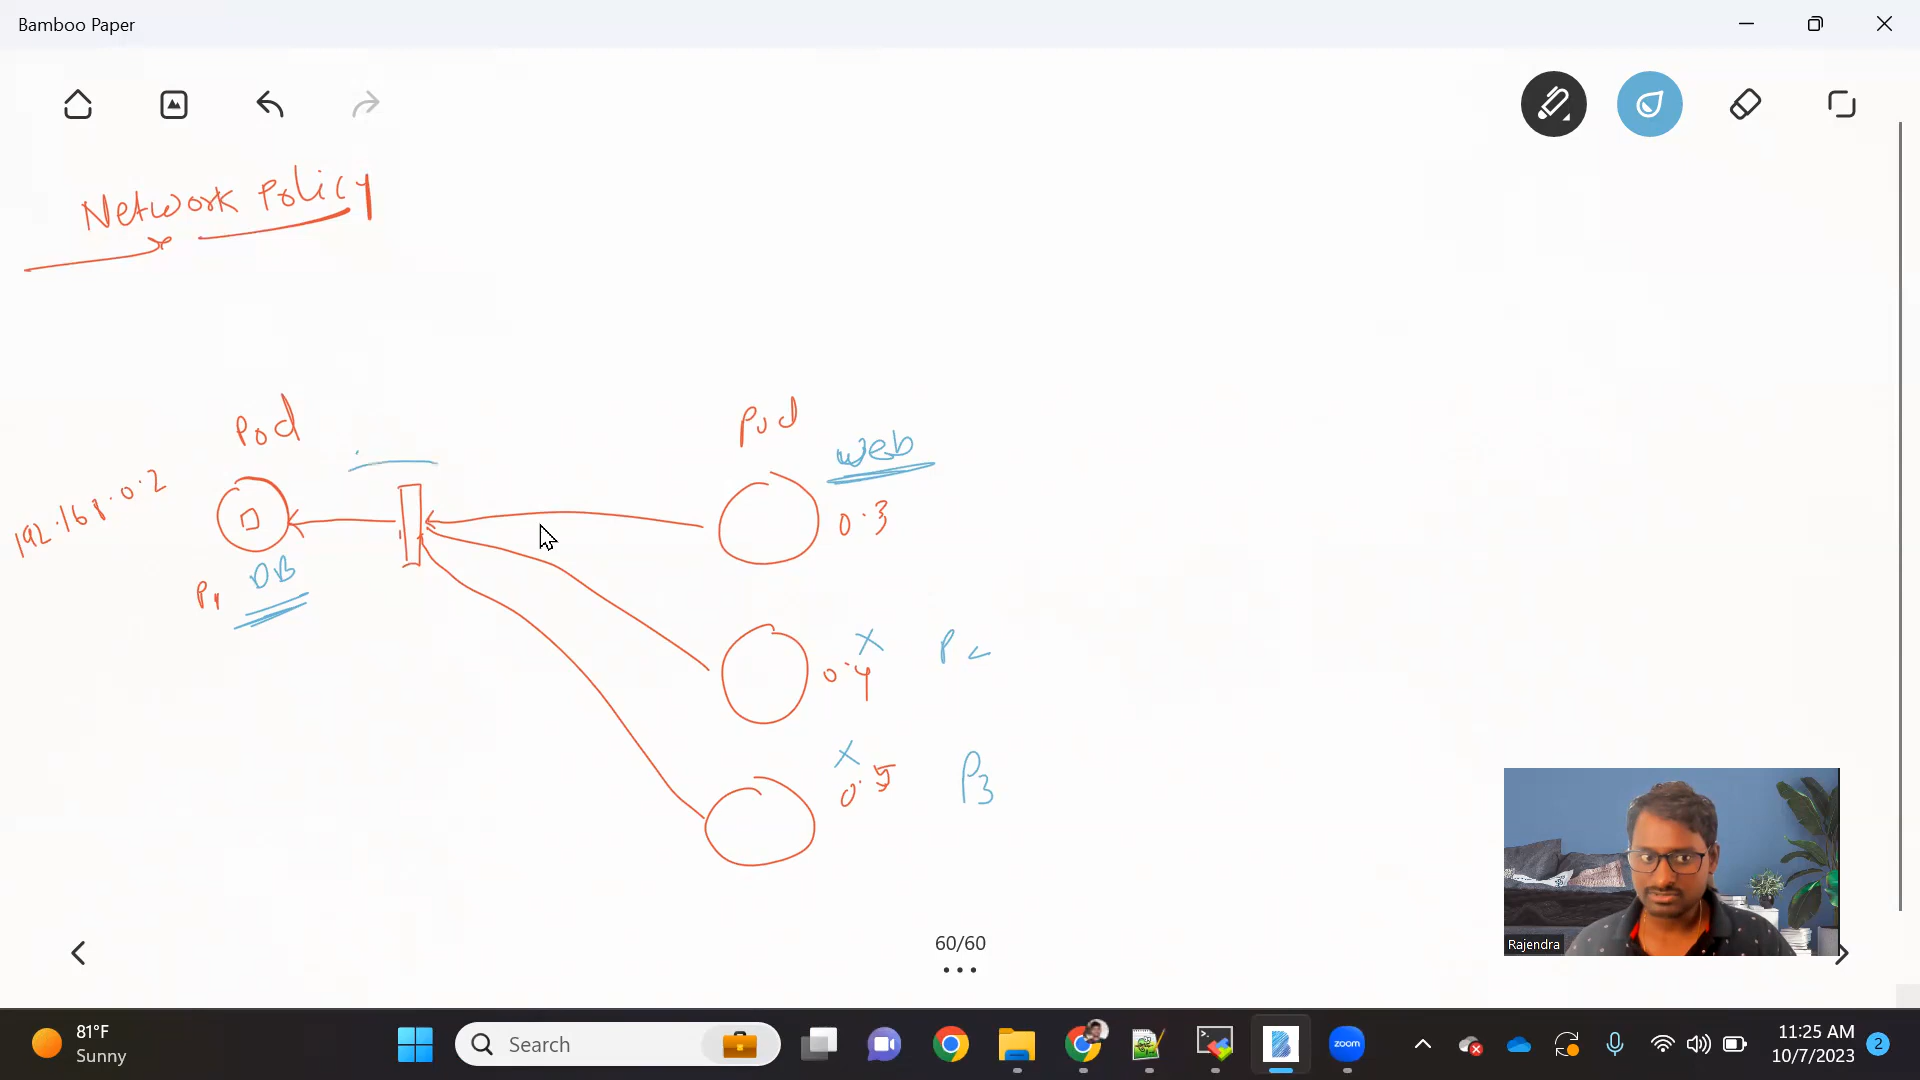 Bamboo Paper
Network Policy
Pod
Pod
Web
192.168.0.2
0.3
DB
P1
X
0.4
X
0.5
P3
60/60
Rajendra
81°F
Sunny
Search
zoom
11:25 AM
10/7/2023
2